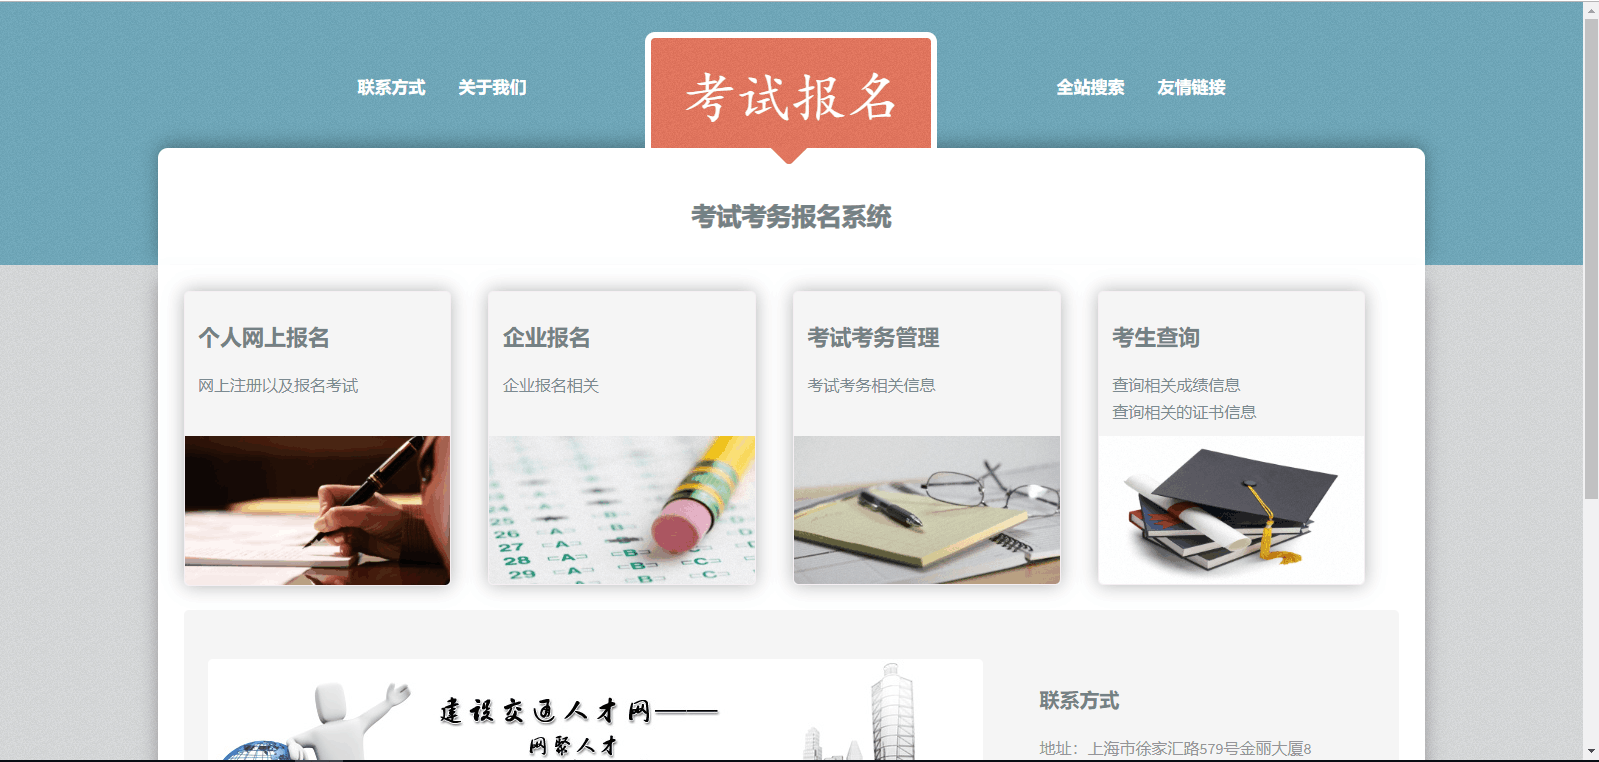 联系方式 关于我们
考试报名
全站搜索 友情链接
考试考务报名系统
个人网上报名
网上注册以及报名考试
企业报名
企业报名相关
考试考务管理
考试考务相关信息
考生查询
查询相关成绩信息
查询相关的证书信息
25
26
27 A B C
28 A B C
29 A B C
建设交通人才网——
网聚人才
联系方式
地址：上海市徐家汇路579号金丽大厦8